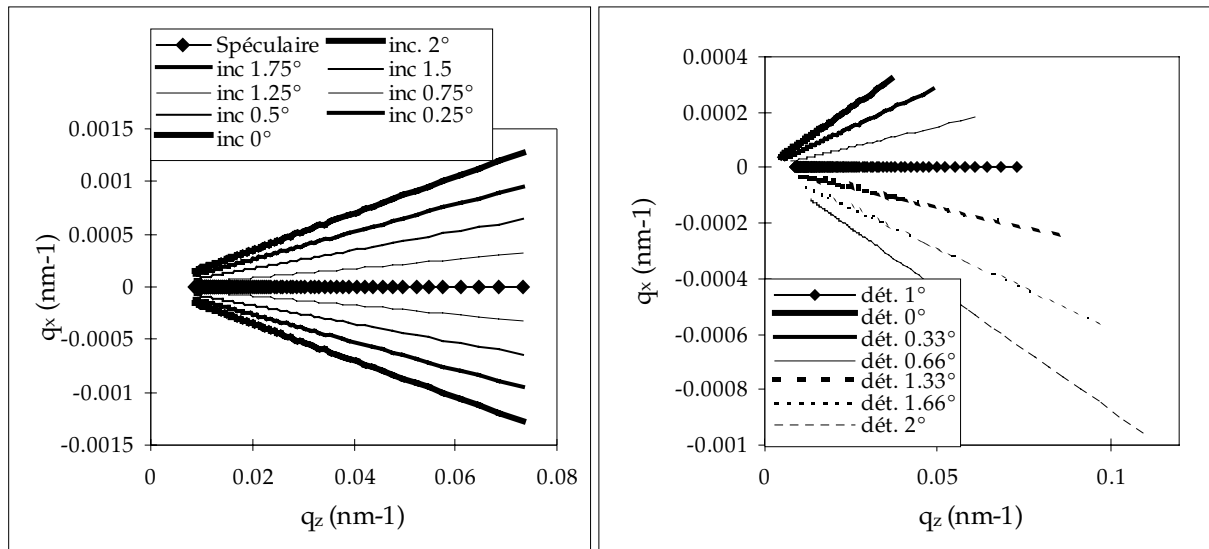 Spéculaire
inc. 2°
inc 1.75°
inc 1.5
inc 1.25°
inc 0.75°
inc 0.5°
inc 0.25°
inc 0°
0.0015
0.001
0.0005
0
-0.0005
-0.001
-0.0015
qx (nm-1)
0
0.02
0.04
0.06
0.08
qz (nm-1)
0.0004
0.0002
0
-0.0002
-0.0004
-0.0006
-0.0008
-0.001
qx (nm-1)
dét. 1°
dét. 0°
dét. 0.33°
dét. 0.66°
dét. 1.33°
dét. 1.66°
dét. 2°
0
0.05
0.1
qz (nm-1)